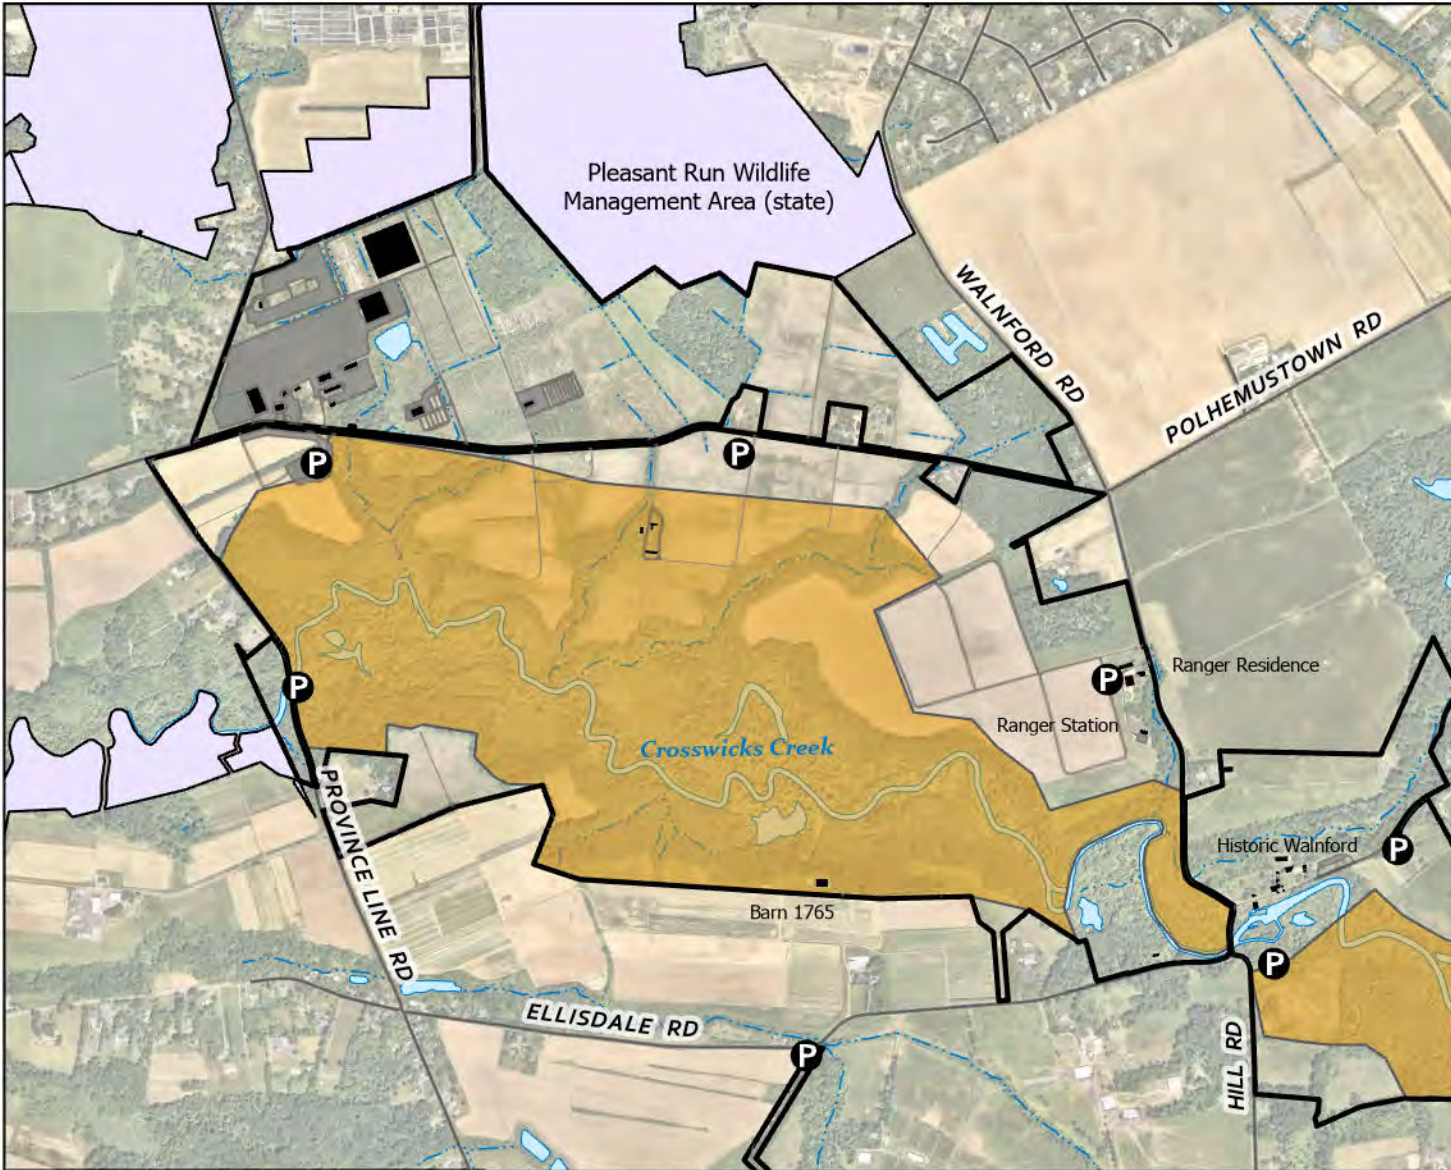 Pleasant Run Wildlife
Management Area (state)
WALNFORD RD
POLHEMUSTOWN RD
P
P
Ranger Residence
P
P
Ranger Station
Crosswicks Creek
PROVINCE LINE RD
Historic Walnford
P
Barn 1765
P
ELLISDALE RD
P
HILL RD